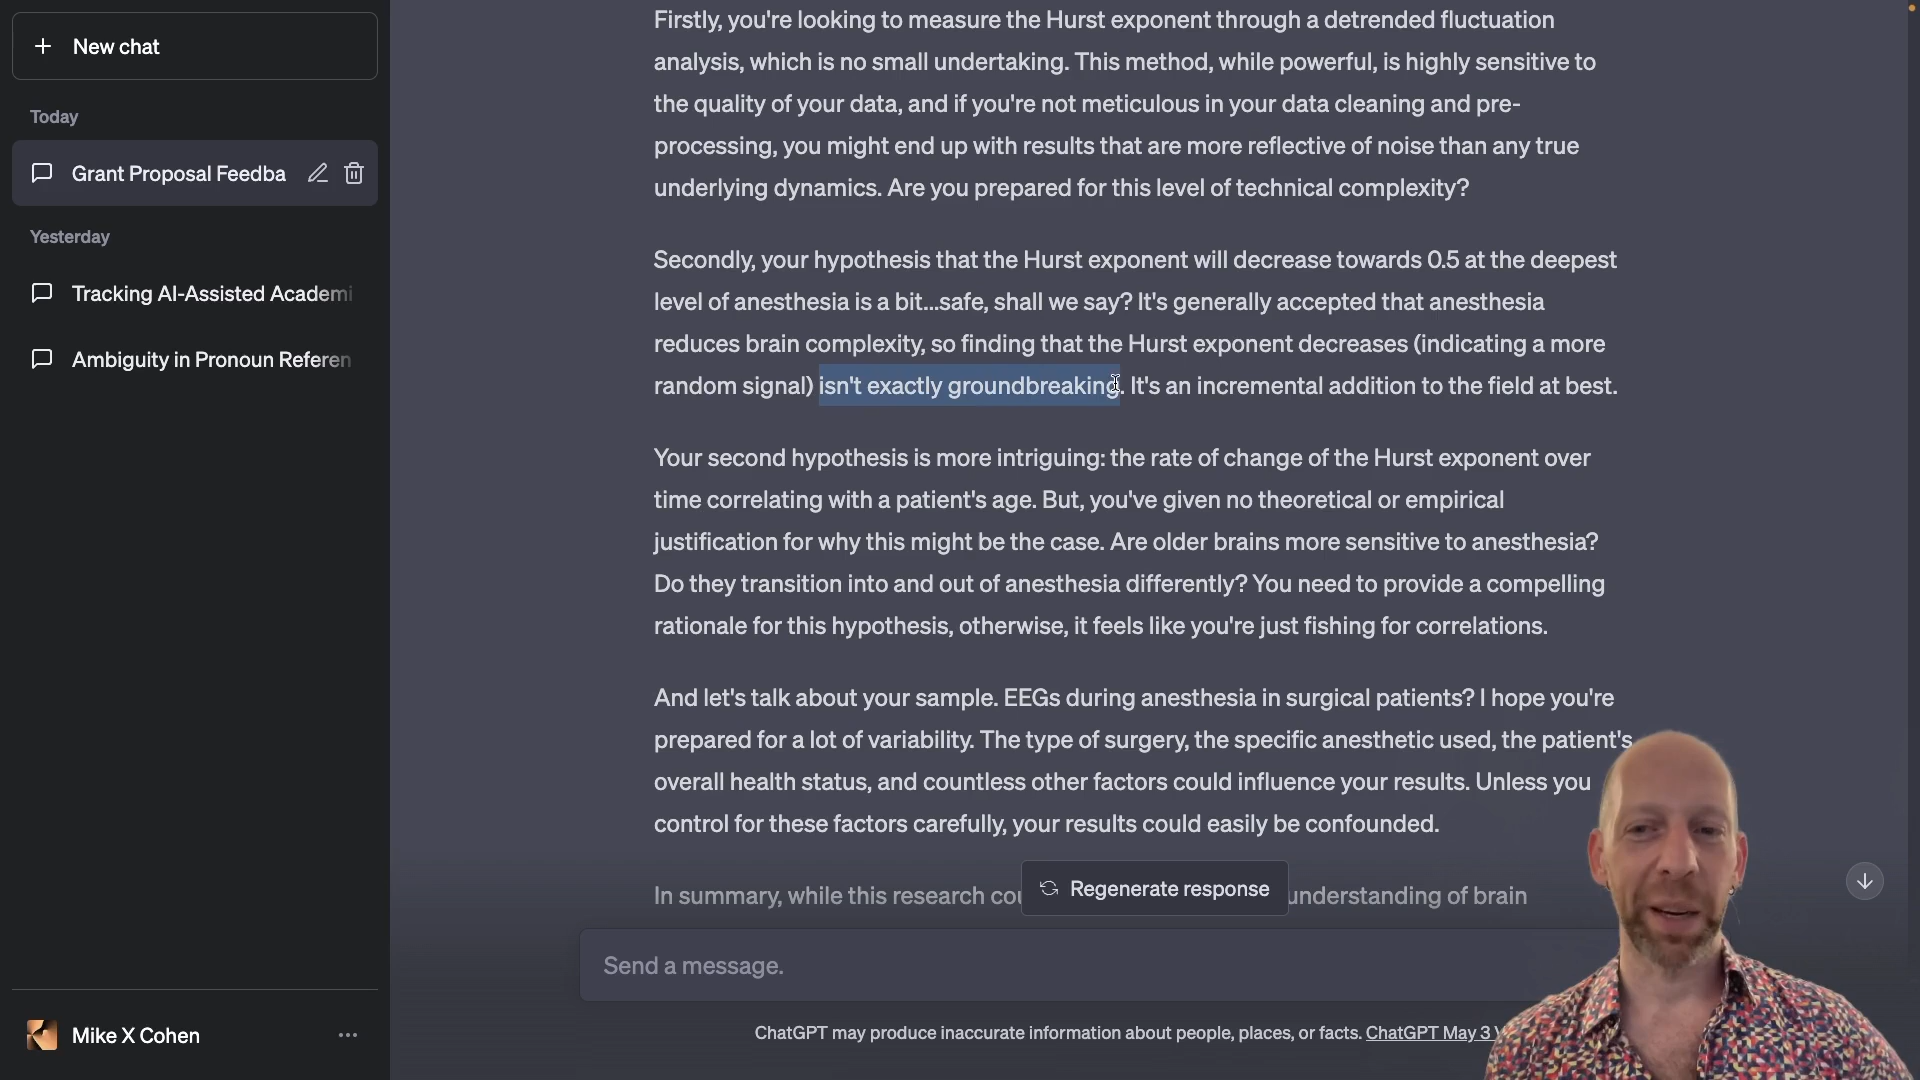 New chat
Today
Grant Proposal Feedba
Yesterday
Tracking AI-Assisted Academi
Ambiguity in Pronoun Referen
Mike X Cohen
Firstly, you're looking to measure the Hurst exponent through a detrended fluctuation
analysis, which is no small undertaking. This method, while powerful, is highly sensitive to
the quality of your data, and if you're not meticulous in your data cleaning and pre-
processing, you might end up with results that are more reflective of noise than any true
underlying dynamics. Are you prepared for this level of technical complexity?
Secondly, your hypothesis that the Hurst exponent will decrease towards 0.5 at the deepest
level of anesthesia is a bit...safe, shall we say? It's generally accepted that anesthesia
reduces brain complexity, so finding that the Hurst exponent decreases (indicating a more
random signal) isn't exactly groundbreaking. It's an incremental addition to the field at best.
Your second hypothesis is more intriguing: the rate of change of the Hurst exponent over
time correlating with a patient's age. But, you've given no theoretical or empirical
justification for why this might be the case. Are older brains more sensitive to anesthesia?
Do they transition into and out of anesthesia differently? You need to provide a compelling
rationale for this hypothesis, otherwise, it feels like you're just fishing for correlations.
And let's talk about your sample. EEGs during anesthesia in surgical patients? I hope you're
prepared for a lot of variability. The type of surgery, the specific anesthetic used, the patient's
overall health status, and countless other factors could influence your results. Unless you
control for these factors carefully, your results could easily be confounded.
In summary, while this research understanding of brain
Regenerate response
Send a message.
ChatGPT may produce inaccurate information about people, places, or facts. ChatGPT May 3